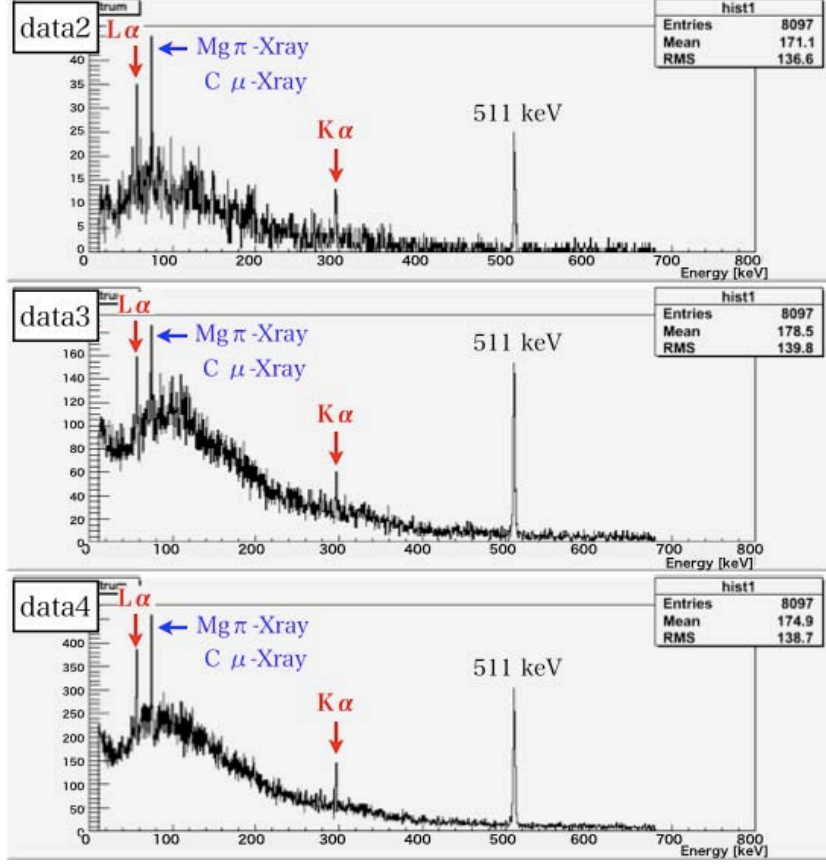 data2
trum
Lα
Mgπ-Xray
C μ-Xray
Kα
511 keV
hist1
Entries 8097
Mean 171.1
RMS 136.6
40
35
30
25
20
15
10
5
0
0 100 200 300 400 500 600 700 800
Energy [keV]
data3
Lα
Mgπ-Xray
C μ-Xray
Kα
511 keV
hist1
Entries 8097
Mean 178.5
RMS 139.8
160
140
120
100
80
60
40
20
0
0 100 200 300 400 500 600 700 800
Energy [keV]
data4
trum
Lα
Mgπ-Xray
C μ-Xray
Kα
511 keV
hist1
Entries 8097
Mean 174.9
RMS 138.7
400
350
300
250
200
150
100
50
0
0 100 200 300 400 500 600 700 800
Energy [keV]